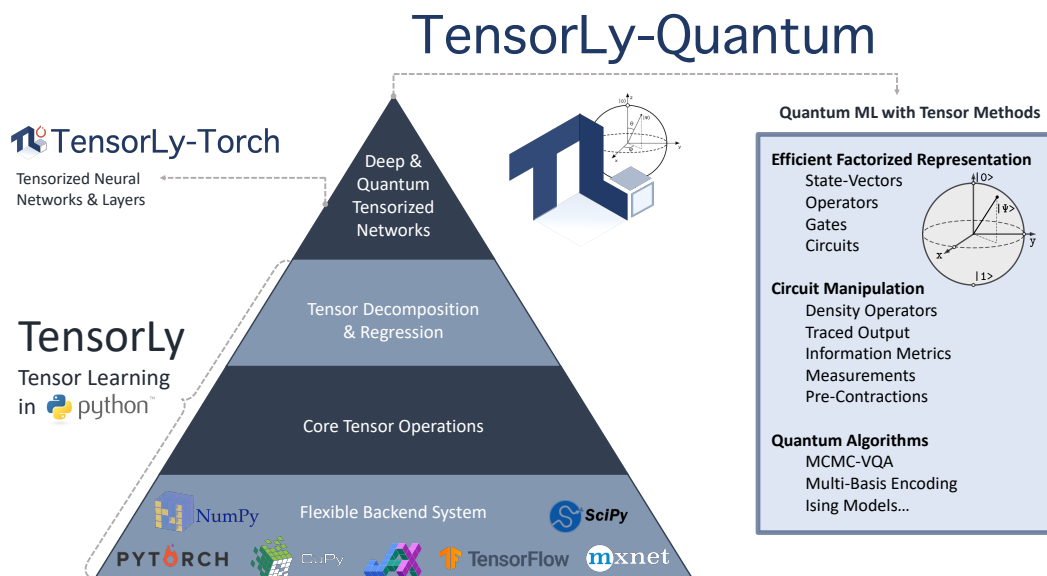 TensorLy-Quantum
TensorLy-Torch
Tensorized Neural
Networks & Layers
Deep &
Quantum
Tensorized
Networks
Tensor Decomposition
& Regression
TensorLy
Tensor Learning
in python™
Core Tensor Operations
Flexible Backend System
NumPy
SciPy
PYTORCH
CuPy
JAX
TensorFlow
mxnet
|0⟩
z
θ
|ψ⟩
φ
x
y
Quantum ML with Tensor Methods
Efficient Factorized Representation
State-Vectors
Operators
Gates
Circuits
|0>
|Ψ>
y
x
|1>
Circuit Manipulation
Density Operators
Traced Output
Information Metrics
Measurements
Pre-Contractions
Quantum Algorithms
MCMC-VQA
Multi-Basis Encoding
Ising Models…